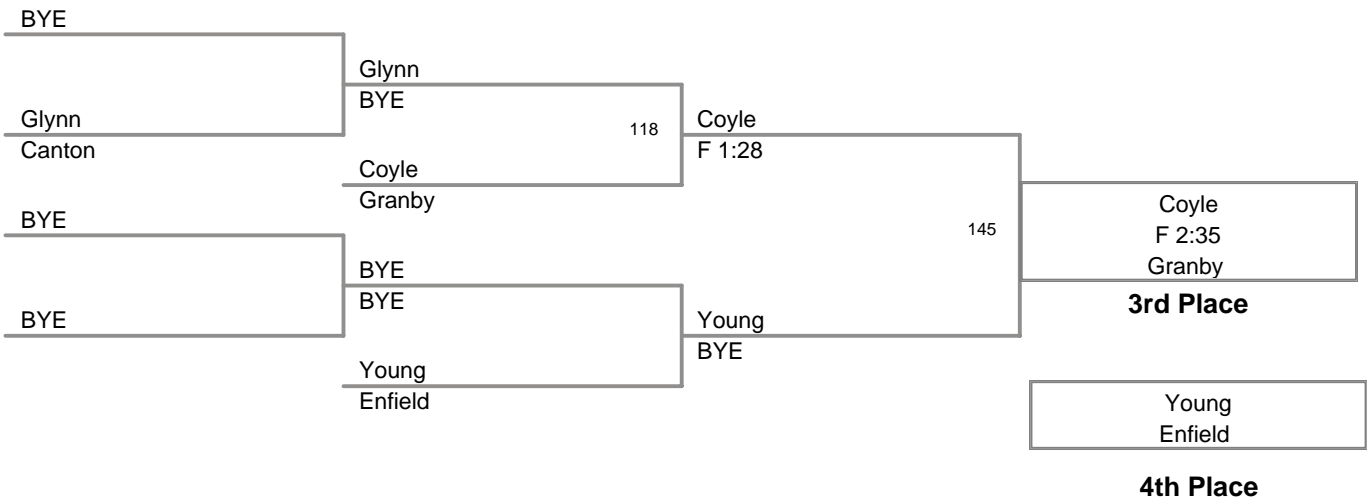 BYE
Glynn
BYE
Glynn
Canton
118
Coyle
F 1:28
Coyle
Granby
BYE
145
Coyle
F 2:35
Granby
BYE
BYE
3rd Place
BYE
Young
BYE
Young
Enfield
Young
Enfield
4th Place